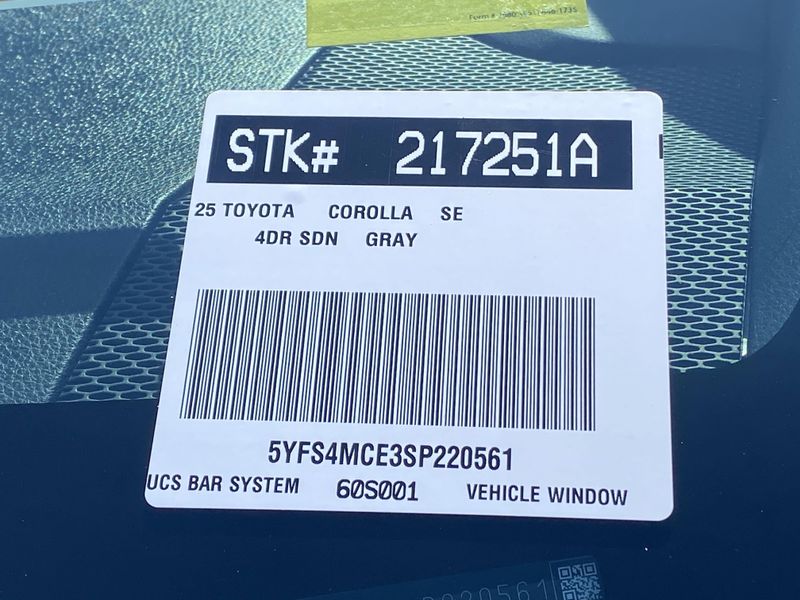 STK# 217251A
25 TOYOTA COROLLA SE
4DR SDN GRAY
5YFS4MCE3SP220561
UCS BAR SYSTEM 60S001 VEHICLE WINDOW